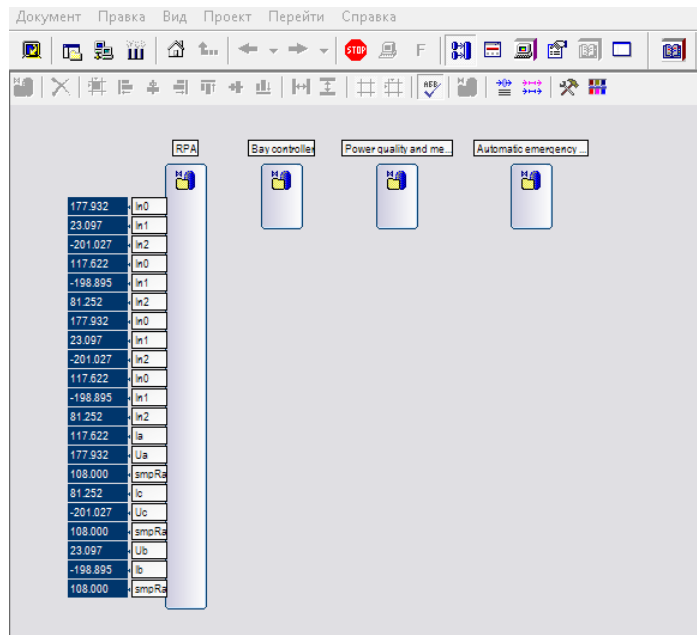 Документ Правка Вид Проект Перейти Справка
STOP F
RPA Bay controller Power quality and me... Automatic emergency ...
177.932 In0
23.097 In1
-201.027 In2
117.622 In0
-198.895 In1
81.252 In2
177.932 In0
23.097 In1
-201.027 In2
117.622 In0
-198.895 In1
81.252 In2
117.622 Ia
177.932 Ua
108.000 smpRa
81.252 Ic
-201.027 Uc
108.000 smpRa
23.097 Ub
-198.895 Ib
108.000 smpRa